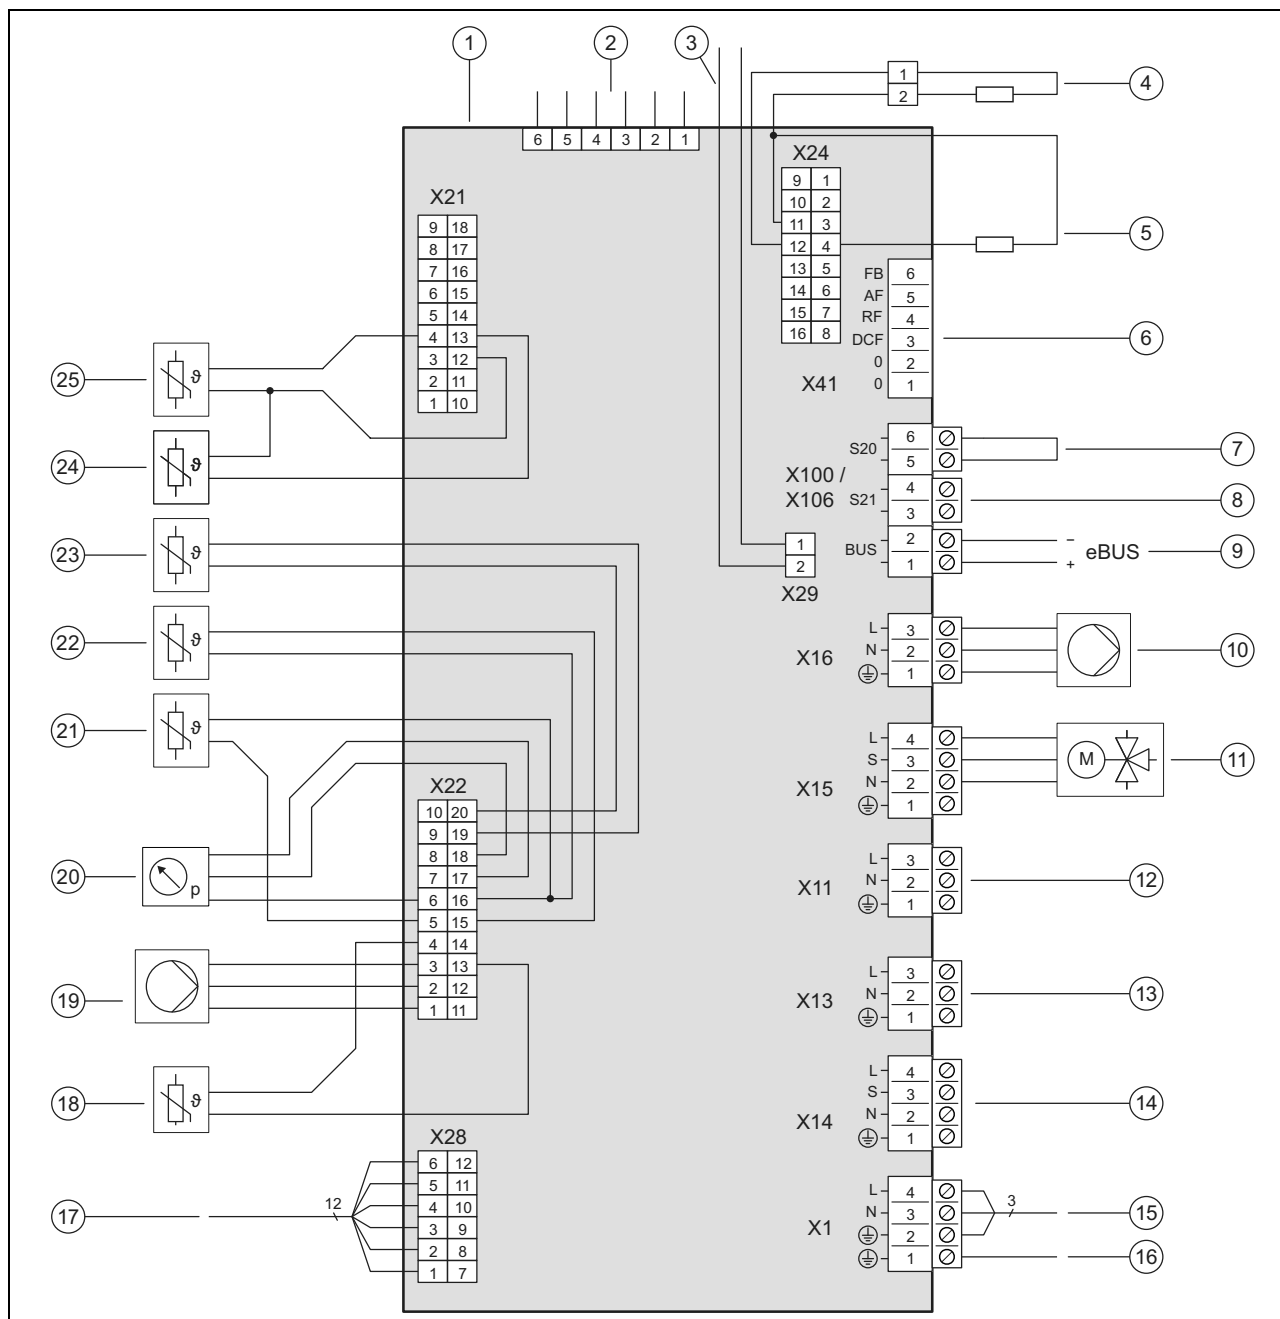 1
2
3
4
5
6
7
8
9
10
11
12
13
14
15
16
17
18
19
20
21
22
23
24
25
6 5 4 3 2 1
1
2
X24
9 1
10 2
11 3
12 4
13 5
14 6
15 7
16 8
X21
9 18
8 17
7 16
6 15
5 14
4 13
3 12
2 11
1 10
FB 6
AF 5
RF 4
DCF 3
0 2
0 1
X41
S20
6
5
X100 /
X106
S21
4
3
BUS
2
1
− eBUS
+
1
2
X29
X16
L 3
N 2
1
X15
L 4
S 3
N 2
1
M
X11
L 3
N 2
1
X13
L 3
N 2
1
X14
L 4
S 3
N 2
1
X1
L 4
N 3
2
1
3
ϑ
ϑ
ϑ
ϑ
ϑ
p
ϑ
X22
10 20
9 19
8 18
7 17
6 16
5 15
4 14
3 13
2 12
1 11
X28
6 12
5 11
4 10
3 9
2 8
1 7
12